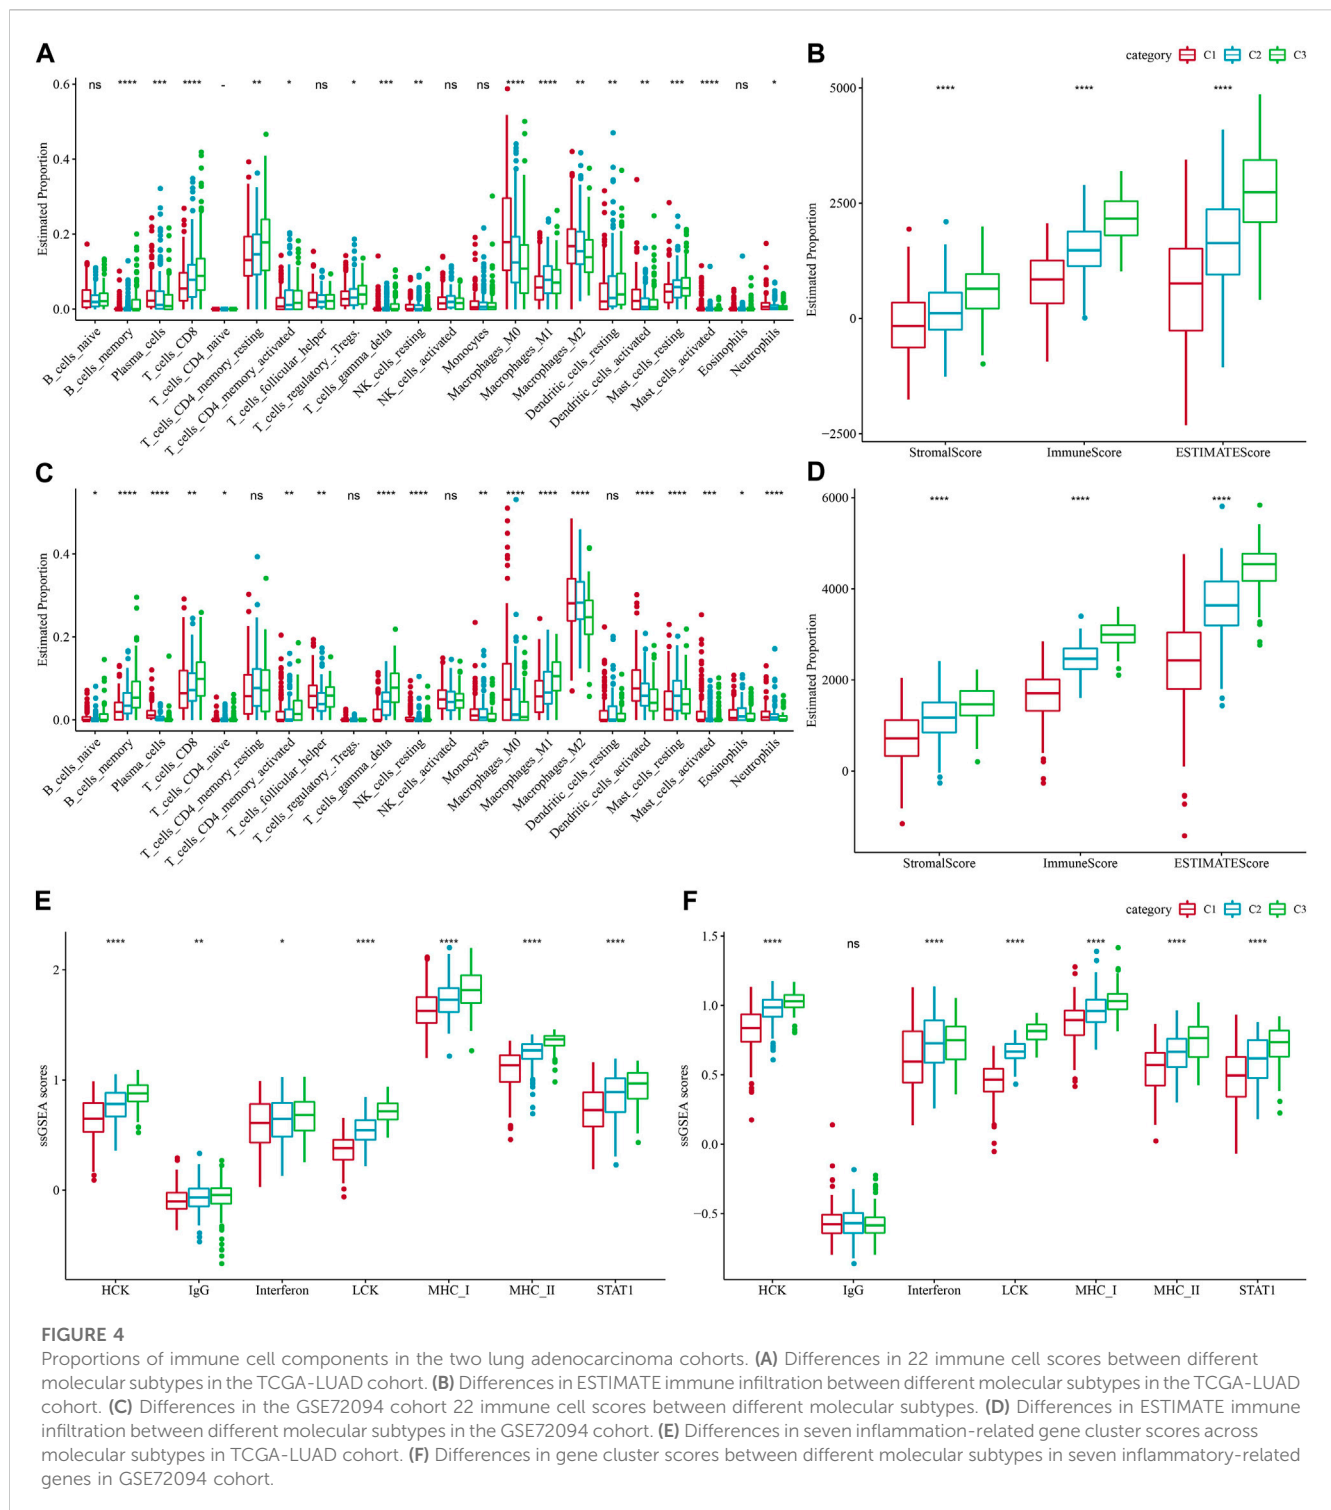 A
B
category C1 C2 C3
ns **** *** **** - ** * ns * *** ** ns ns **** **** ** ** ** *** **** ns *
**** **** ****
0.6
0.4
0.2
0.0
Estimated Proportion
5000
2500
0
−2500
Estimated Proportion
B_cells_naive
B_cells_memory
Plasma_cells
T_cells_CD8
T_cells_CD4_naive
T_cells_CD4_memory_resting
T_cells_CD4_memory_activated
T_cells_follicular_helper
T_cells_regulatory_.Tregs.
T_cells_gamma_delta
NK_cells_resting
NK_cells_activated
Monocytes
Macrophages_M0
Macrophages_M1
Macrophages_M2
Dendritic_cells_resting
Dendritic_cells_activated
Mast_cells_resting
Mast_cells_activated
Eosinophils
Neutrophils
StromalScore ImmuneScore ESTIMATEScore
C
D
* **** **** ** * ns ** ** ns **** **** ns ** **** **** **** ns **** **** *** * ****
**** **** ****
0.4
0.2
0.0
Estimated Proportion
6000
4000
2000
0
Estimated Proportion
B_cells_naive
B_cells_memory
Plasma_cells
T_cells_CD8
T_cells_CD4_naive
T_cells_CD4_memory_resting
T_cells_CD4_memory_activated
T_cells_follicular_helper
T_cells_regulatory_.Tregs.
T_cells_gamma_delta
NK_cells_resting
NK_cells_activated
Monocytes
Macrophages_M0
Macrophages_M1
Macrophages_M2
Dendritic_cells_resting
Dendritic_cells_activated
Mast_cells_resting
Mast_cells_activated
Eosinophils
Neutrophils
StromalScore ImmuneScore ESTIMATEScore
E
F
category C1 C2 C3
**** ** * **** **** **** ****
**** ns **** **** **** **** ****
2
1
0
ssGSEA scores
1.5
1.0
0.5
0.0
−0.5
ssGSEA scores
HCK IgG Interferon LCK MHC_I MHC_II STAT1
HCK IgG Interferon LCK MHC_I MHC_II STAT1
FIGURE 4
Proportions of immune cell components in the two lung adenocarcinoma cohorts. (A) Differences in 22 immune cell scores between different
molecular subtypes in the TCGA-LUAD cohort. (B) Differences in ESTIMATE immune infiltration between different molecular subtypes in the TCGA-LUAD
cohort. (C) Differences in the GSE72094 cohort 22 immune cell scores between different molecular subtypes. (D) Differences in ESTIMATE immune
infiltration between different molecular subtypes in the GSE72094 cohort. (E) Differences in seven inflammation-related gene cluster scores across
molecular subtypes in TCGA-LUAD cohort. (F) Differences in gene cluster scores between different molecular subtypes in seven inflammatory-related
genes in GSE72094 cohort.